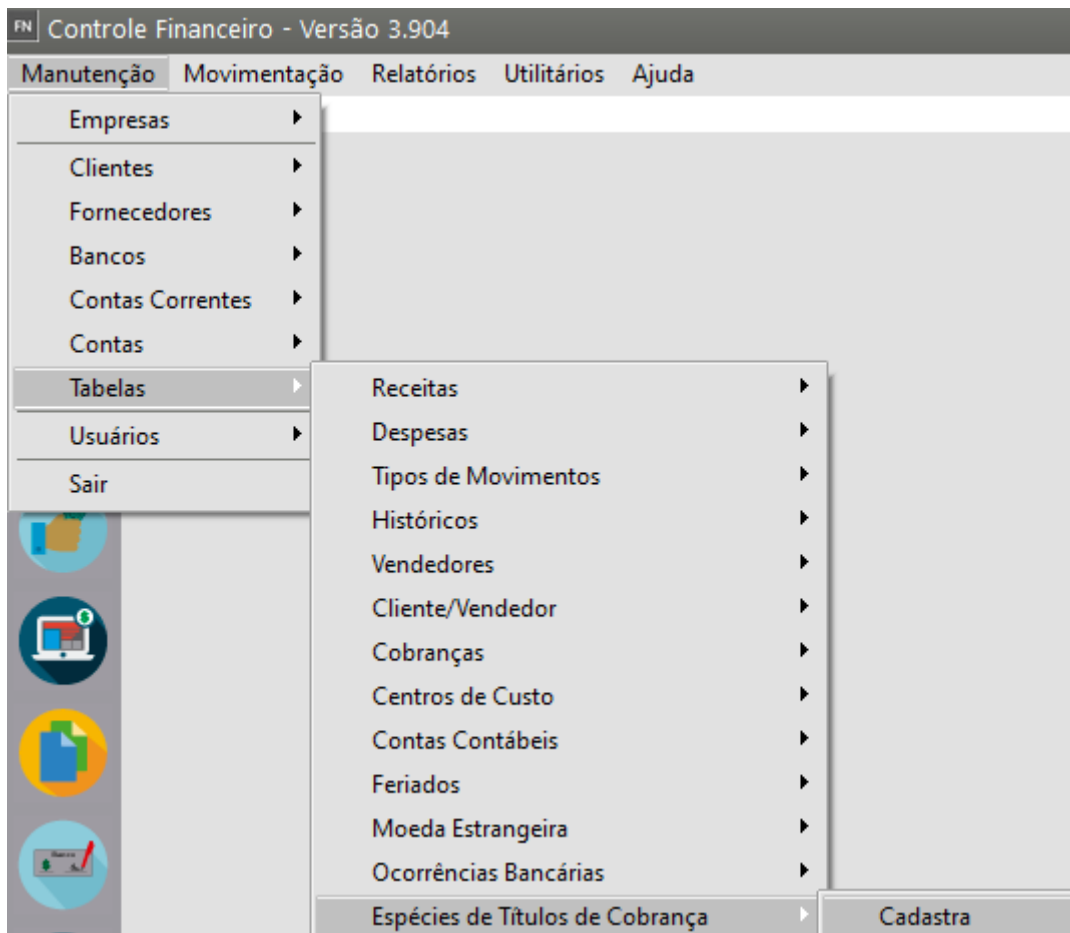 FN Controle Financeiro - Versão 3.904
Manutenção Movimentação Relatórios Utilitários Ajuda
Empresas
Clientes
Fornecedores
Bancos
Contas Correntes
Contas
Tabelas
Usuários
Sair
Receitas
Despesas
Tipos de Movimentos
Históricos
Vendedores
Cliente/Vendedor
Cobranças
Centros de Custo
Contas Contábeis
Feriados
Moeda Estrangeira
Ocorrências Bancárias
Espécies de Títulos de Cobrança
Cadastra